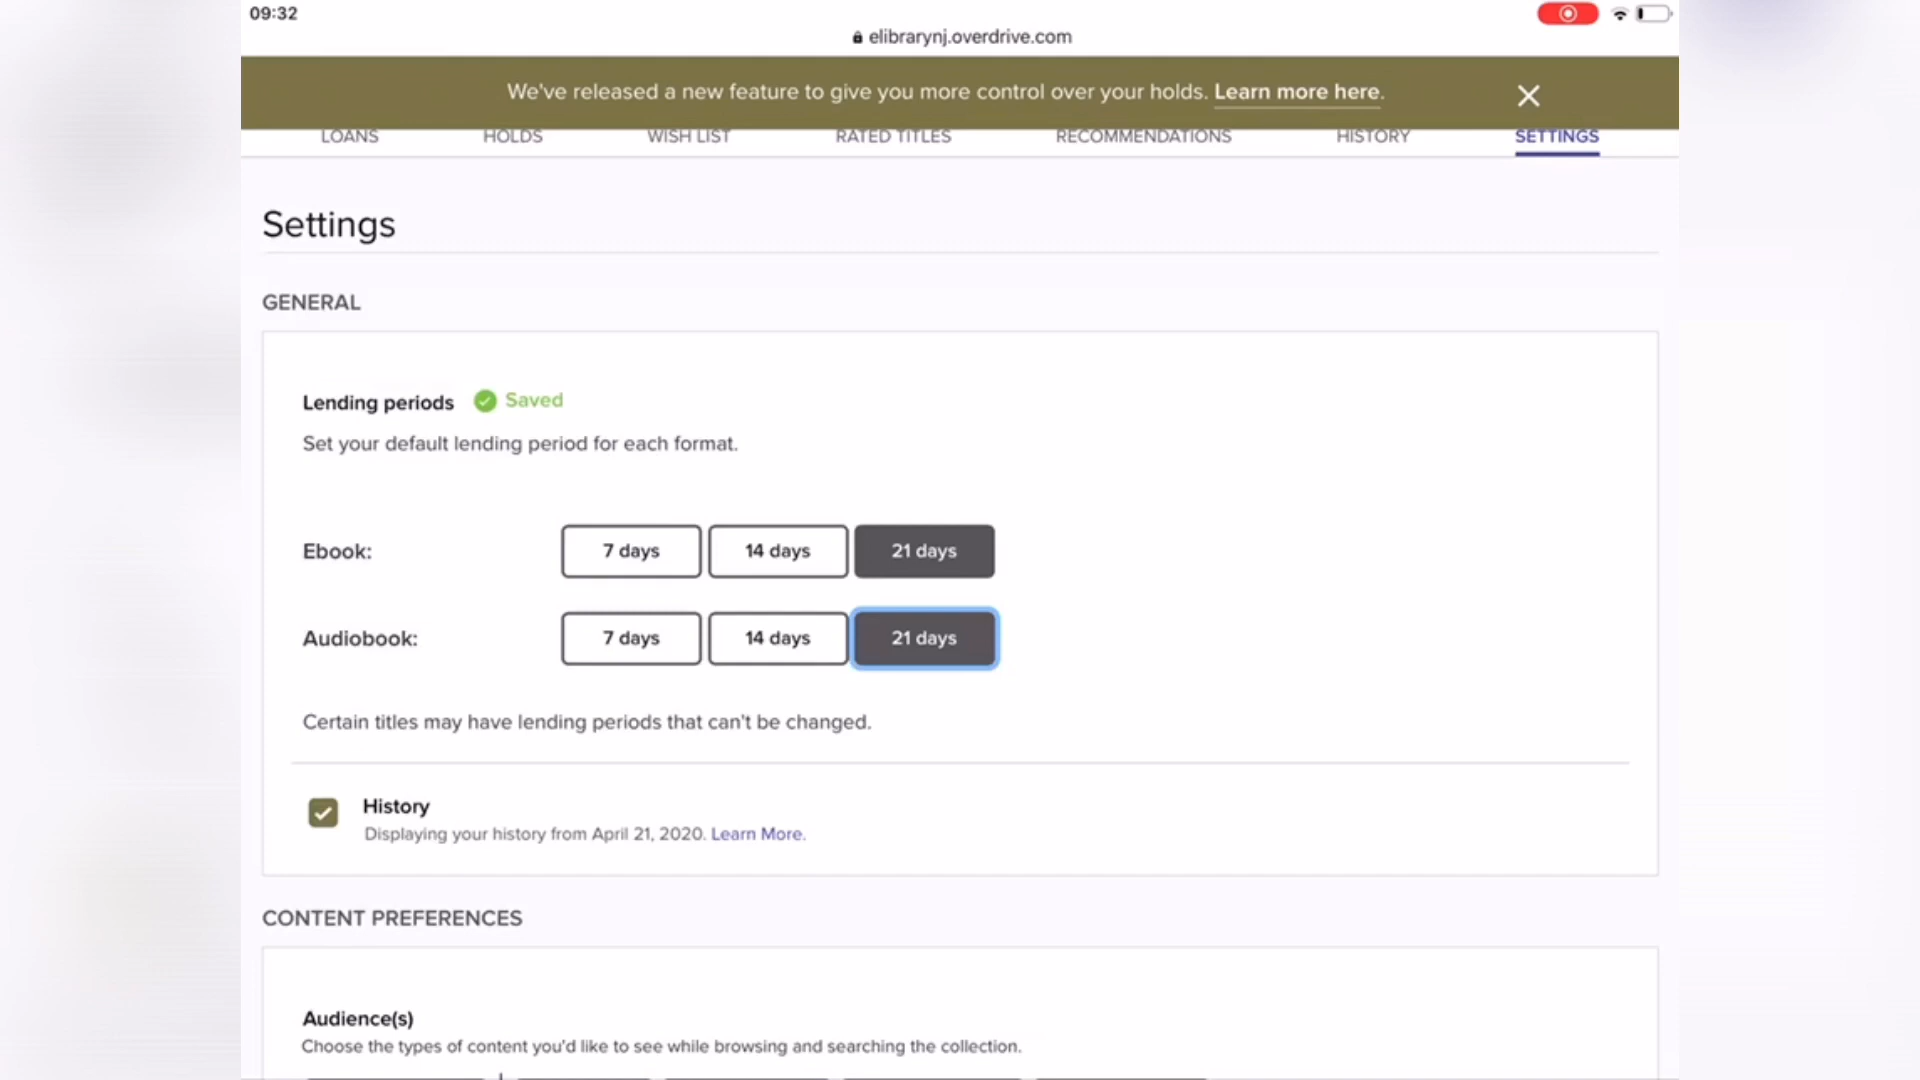 09:32
elibrarynj.overdrive.com
We've released a new feature to give you more control over your holds. Learn more here.
LOANS HOLDS WISH LIST RATED TITLES RECOMMENDATIONS HISTORY SETTINGS
Settings
GENERAL
Lending periods Saved
Set your default lending period for each format.
Ebook: 7 days 14 days 21 days
Audiobook: 7 days 14 days 21 days
Certain titles may have lending periods that can't be changed.
History
Displaying your history from April 21, 2020. Learn More.
CONTENT PREFERENCES
Audience(s)
Choose the types of content you'd like to see while browsing and searching the collection.